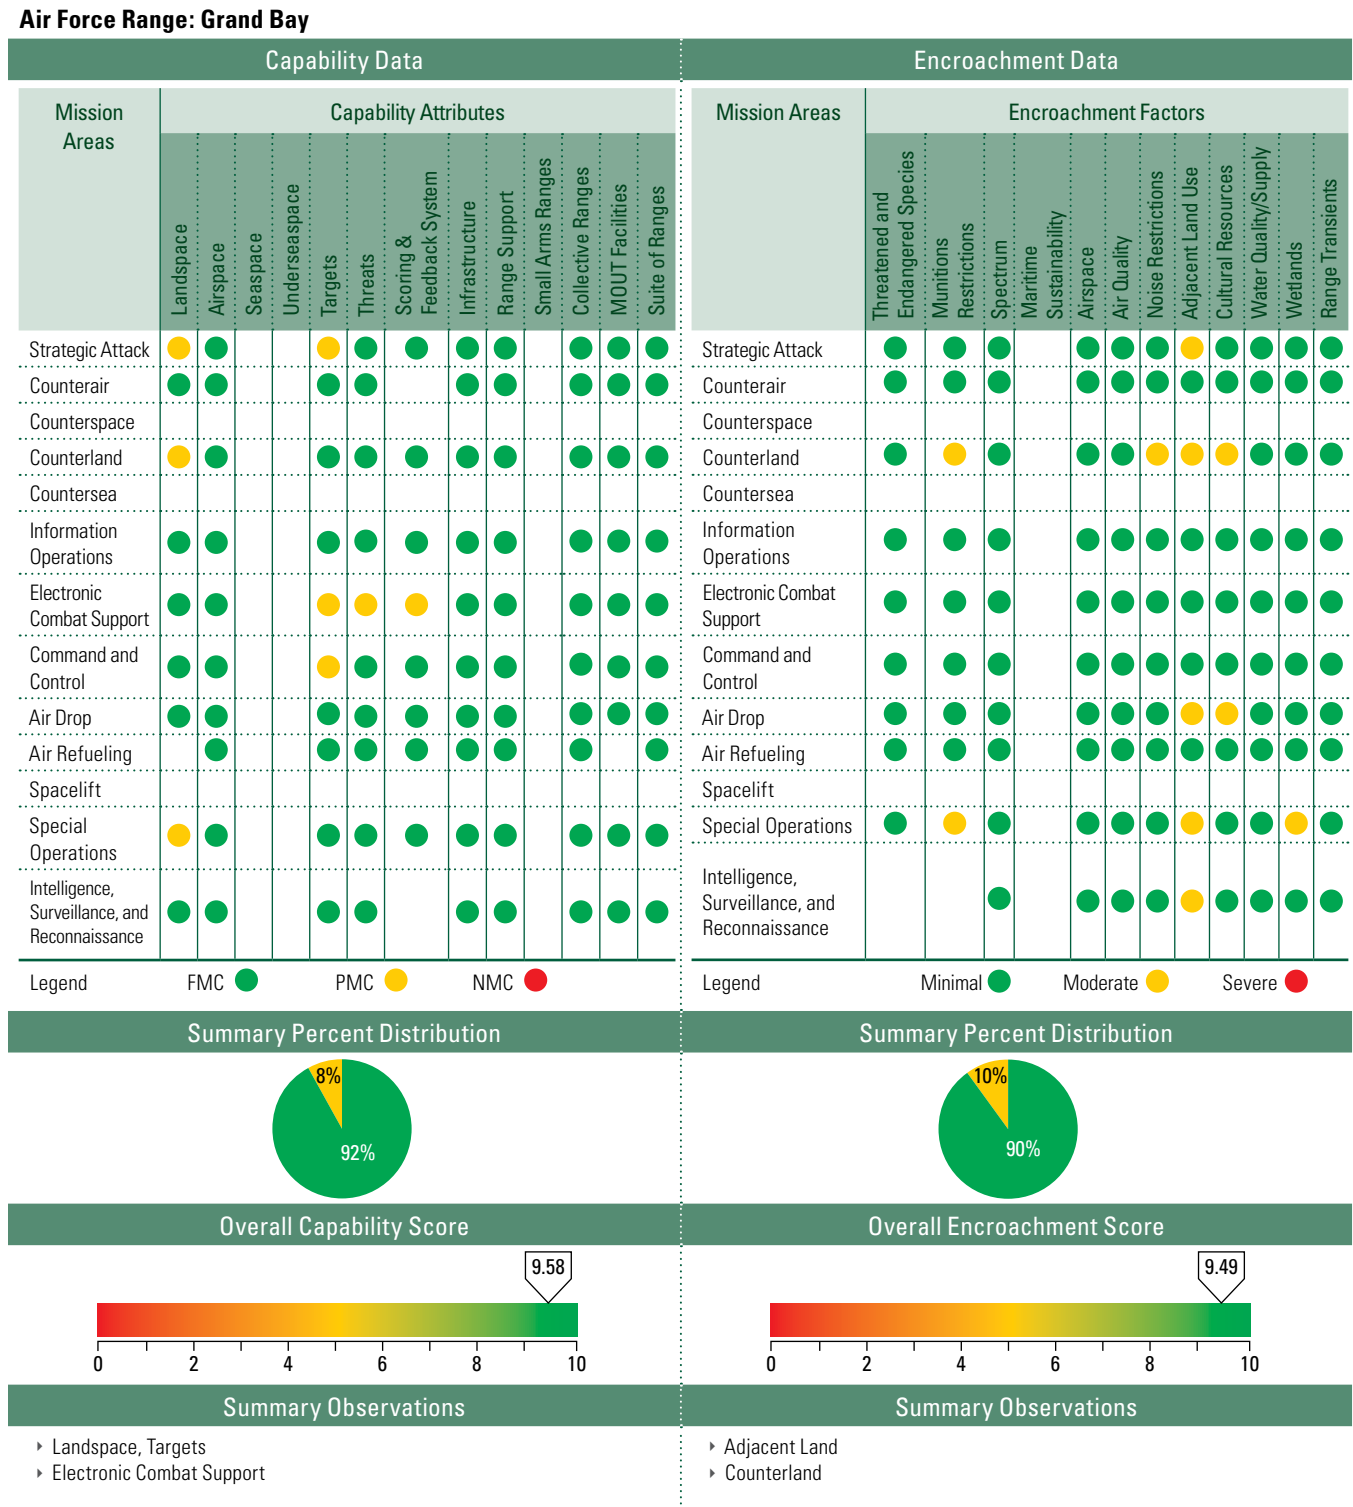 Air Force Range: Grand Bay
Capability Data
Mission
Areas
Capability Attributes
Landspace
Airspace
Seaspace
Underseaspace
Targets
Threats
Scoring &
Feedback System
Infrastructure
Range Support
Small Arms Ranges
Collective Ranges
MOUT Facilities
Suite of Ranges
Strategic Attack
Counterair
Counterspace
Counterland
Countersea
Information
Operations
Electronic
Combat Support
Command and
Control
Air Drop
Air Refueling
Spacelift
Special
Operations
Intelligence,
Surveillance, and
Reconnaissance
Legend
FMC
PMC
NMC
Summary Percent Distribution
8%
92%
Overall Capability Score
9.58
0 2 4 6 8 10
Summary Observations
Landspace, Targets
Electronic Combat Support
Encroachment Data
Mission Areas
Encroachment Factors
Threatened and
Endangered Species
Munitions
Restrictions
Spectrum
Maritime
Sustainability
Airspace
Air Quality
Noise Restrictions
Adjacent Land Use
Cultural Resources
Water Quality/Supply
Wetlands
Range Transients
Strategic Attack
Counterair
Counterspace
Counterland
Countersea
Information
Operations
Electronic Combat
Support
Command and
Control
Air Drop
Air Refueling
Spacelift
Special Operations
Intelligence,
Surveillance, and
Reconnaissance
Legend
Minimal
Moderate
Severe
Summary Percent Distribution
10%
90%
Overall Encroachment Score
9.49
0 2 4 6 8 10
Summary Observations
Adjacent Land
Counterland